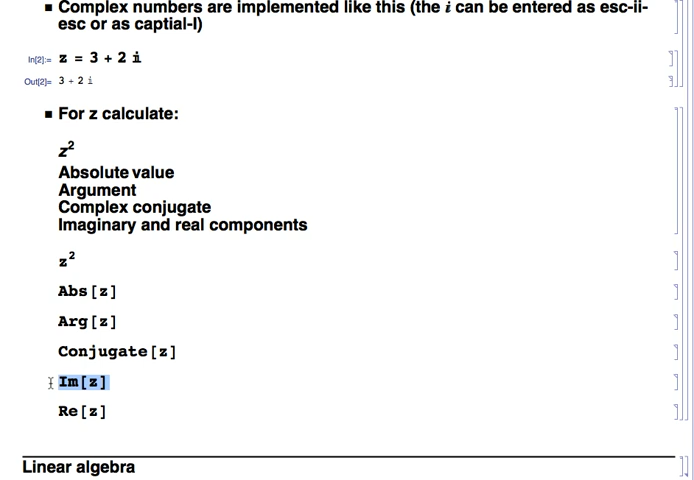 ▪ Complex numbers are implemented like this (the i can be entered as esc-ii-
esc or as captial-I)
In[2]:= z = 3 + 2 ⅈ
Out[2]= 3 + 2 ⅈ
▪ For z calculate:
z²
Absolute value
Argument
Complex conjugate
Imaginary and real components
z²
Abs[z]
Arg[z]
Conjugate[z]
Im[z]
Re[z]
Linear algebra